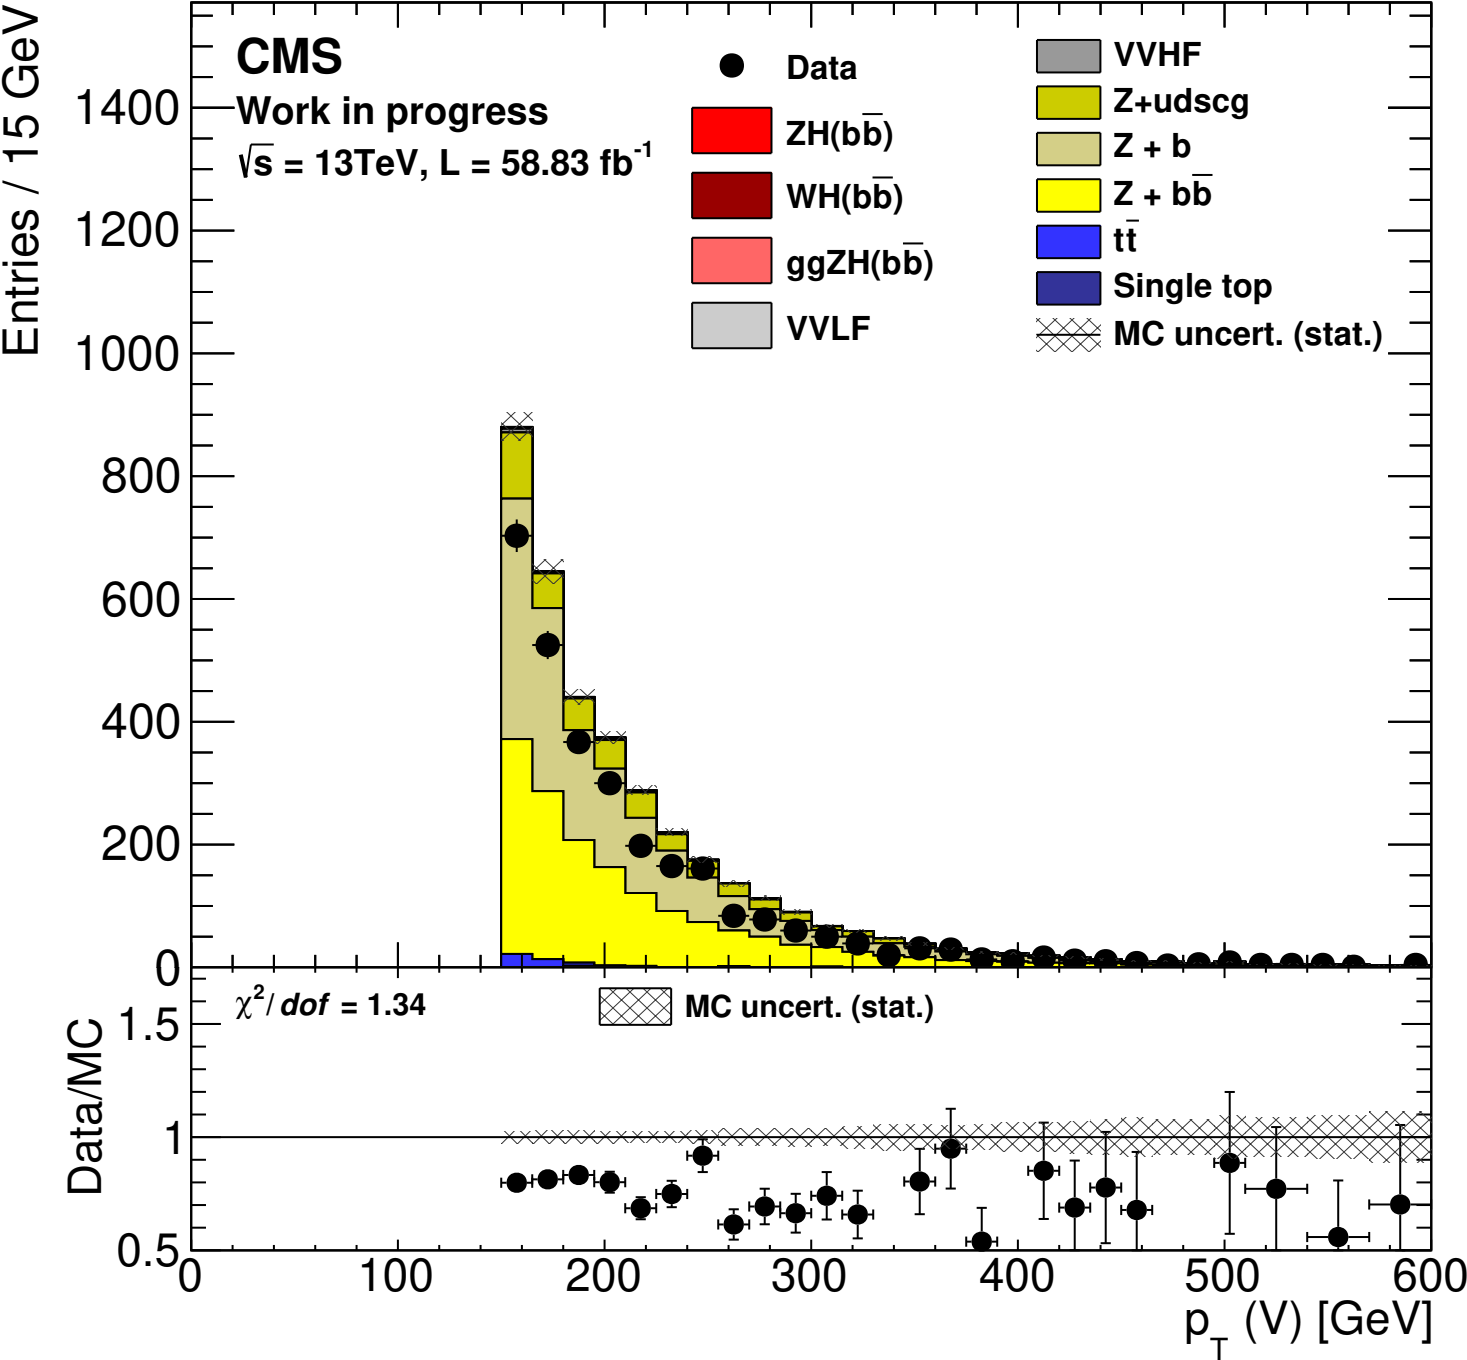 Entries / 15 GeV
1400
1200
1000
800
600
400
200
0
CMS
Work in progress
√s = 13TeV, L = 58.83 fb⁻¹
Data
ZH(bb̅)
WH(bb̅)
ggZH(bb̅)
VVLF
VVHF
Z+udscg
Z + b
Z + bb̅
tt̅
Single top
MC uncert. (stat.)
χ²/ dof = 1.34
MC uncert. (stat.)
Data/MC
1.5
1
0.5
0 100 200 300 400 500 600
p_T (V) [GeV]